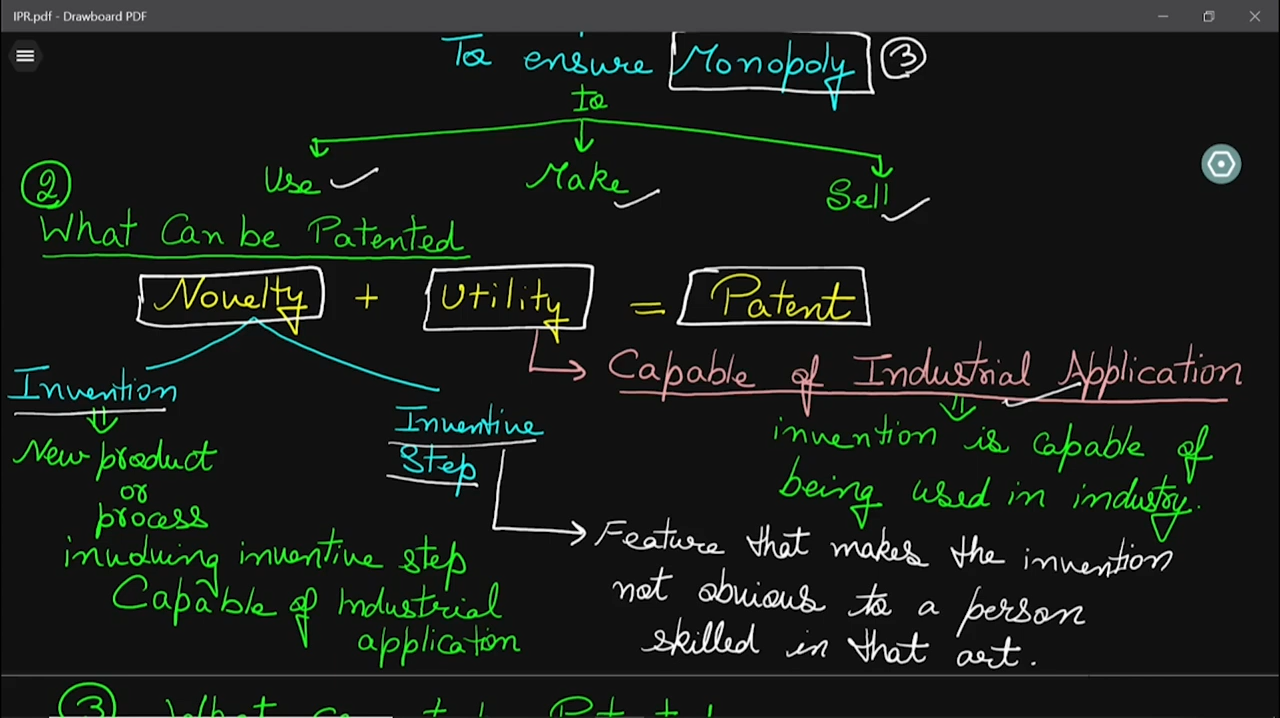 IPR.pdf - Drawboard PDF
To ensure Monopoly 3
to
Use
Make
Sell
2
What Can be Patented
Novelty + Utility = Patent
Capable of Industrial Application
Invention
New product
or
process
involving inventive step
Capable of Industrial
application
Inventive
Step
invention is capable of
being used in industry.
Feature that makes the invention
not obvious to a person
skilled in that art.
3